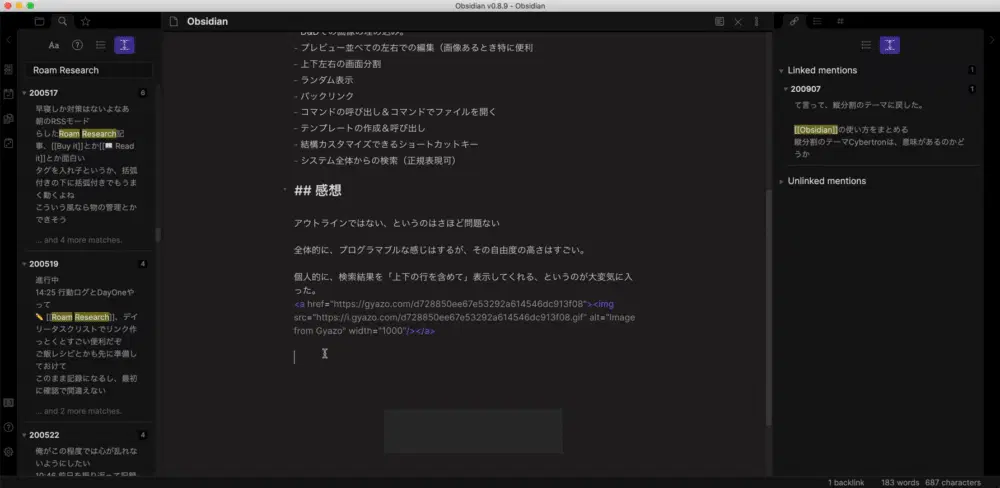 Obsidian v0.8.9 - Obsidian
Aa
Roam Research
200517
6
早寝しか対策はないよなあ
朝のRSSモード
らしたRoam Research記
事、[[Buy it]]とか[[📖 Read
it]]とか面白い
タグを入れ子というか、括弧
付きの下に括弧付きでもうま
く動くよね
こういう風なら物の管理とか
できそう
... and 4 more matches.
200519
4
進行中
14:25 行動ログとDayOneやっ
て
✏️ [[Roam Research]]、デイ
リータスクリストでリンク作
っとくとすごい便利だぞ
ご飯レシピとかも先に準備し
ておけて
このまま記録になるし、最初
に確認で間違えない
... and 2 more matches.
200522
4
俺がこの程度では心が乱れな
いようにしたい
Obsidian
- プレビュー並べての左右での編集（画像あるとき特に便利
- 上下左右の画面分割
- ランダム表示
- バックリンク
- コマンドの呼び出し＆コマンドでファイルを開く
- テンプレートの作成＆呼び出し
- 結構カスタマイズできるショートカットキー
- システム全体からの検索（正規表現可）
## 感想
アウトラインではない、というのはさほど問題ない
全体的に、プログラマブルな感じはするが、その自由度の高さはすごい。
個人的に、検索結果を「上下の行を含めて」表示してくれる、というのが大変気に入
った。
<a href="https://gyazo.com/d728850ee67e53292a614546dc913f08"><img
src="https://i.gyazo.com/d728850ee67e53292a614546dc913f08.gif" alt="Image
from Gyazo" width="1000"/></a>
Linked mentions
1
200907
1
て言って、縦分割のテーマに戻した。
[[Obsidian]]の使い方をまとめる
縦分割のテーマCybertronは、意味があるのかど
うか
Unlinked mentions
1 backlink
183 words
687 characters